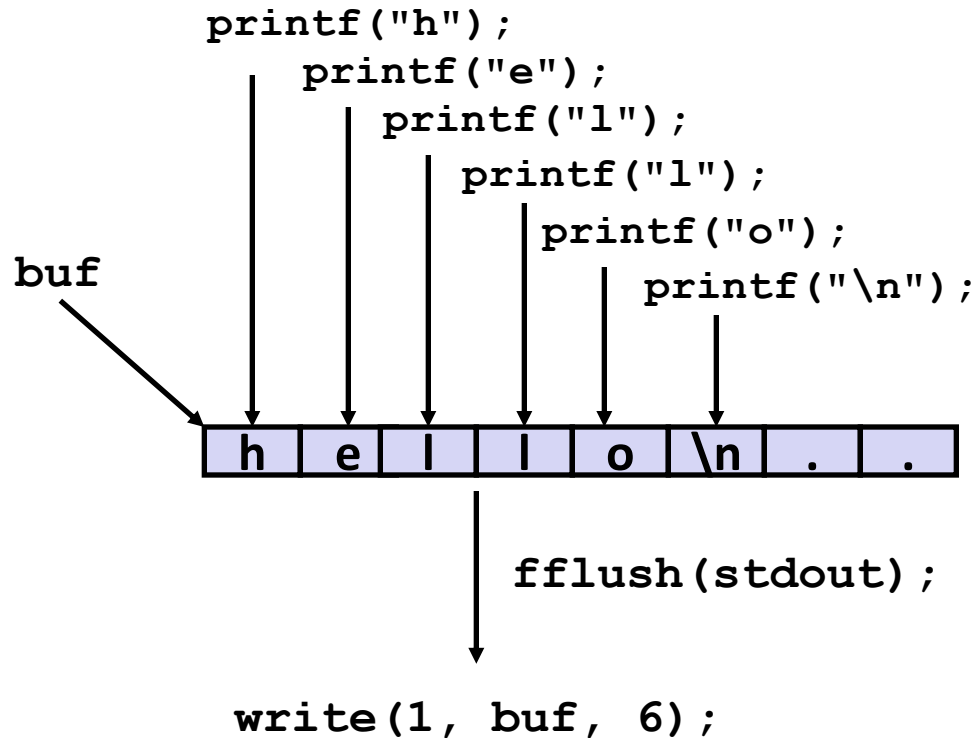 printf("h");
printf("e");
printf("l");
printf("l");
printf("o");
buf
printf("\n");
h e l l o \n . .
fflush(stdout);
write(1, buf, 6);